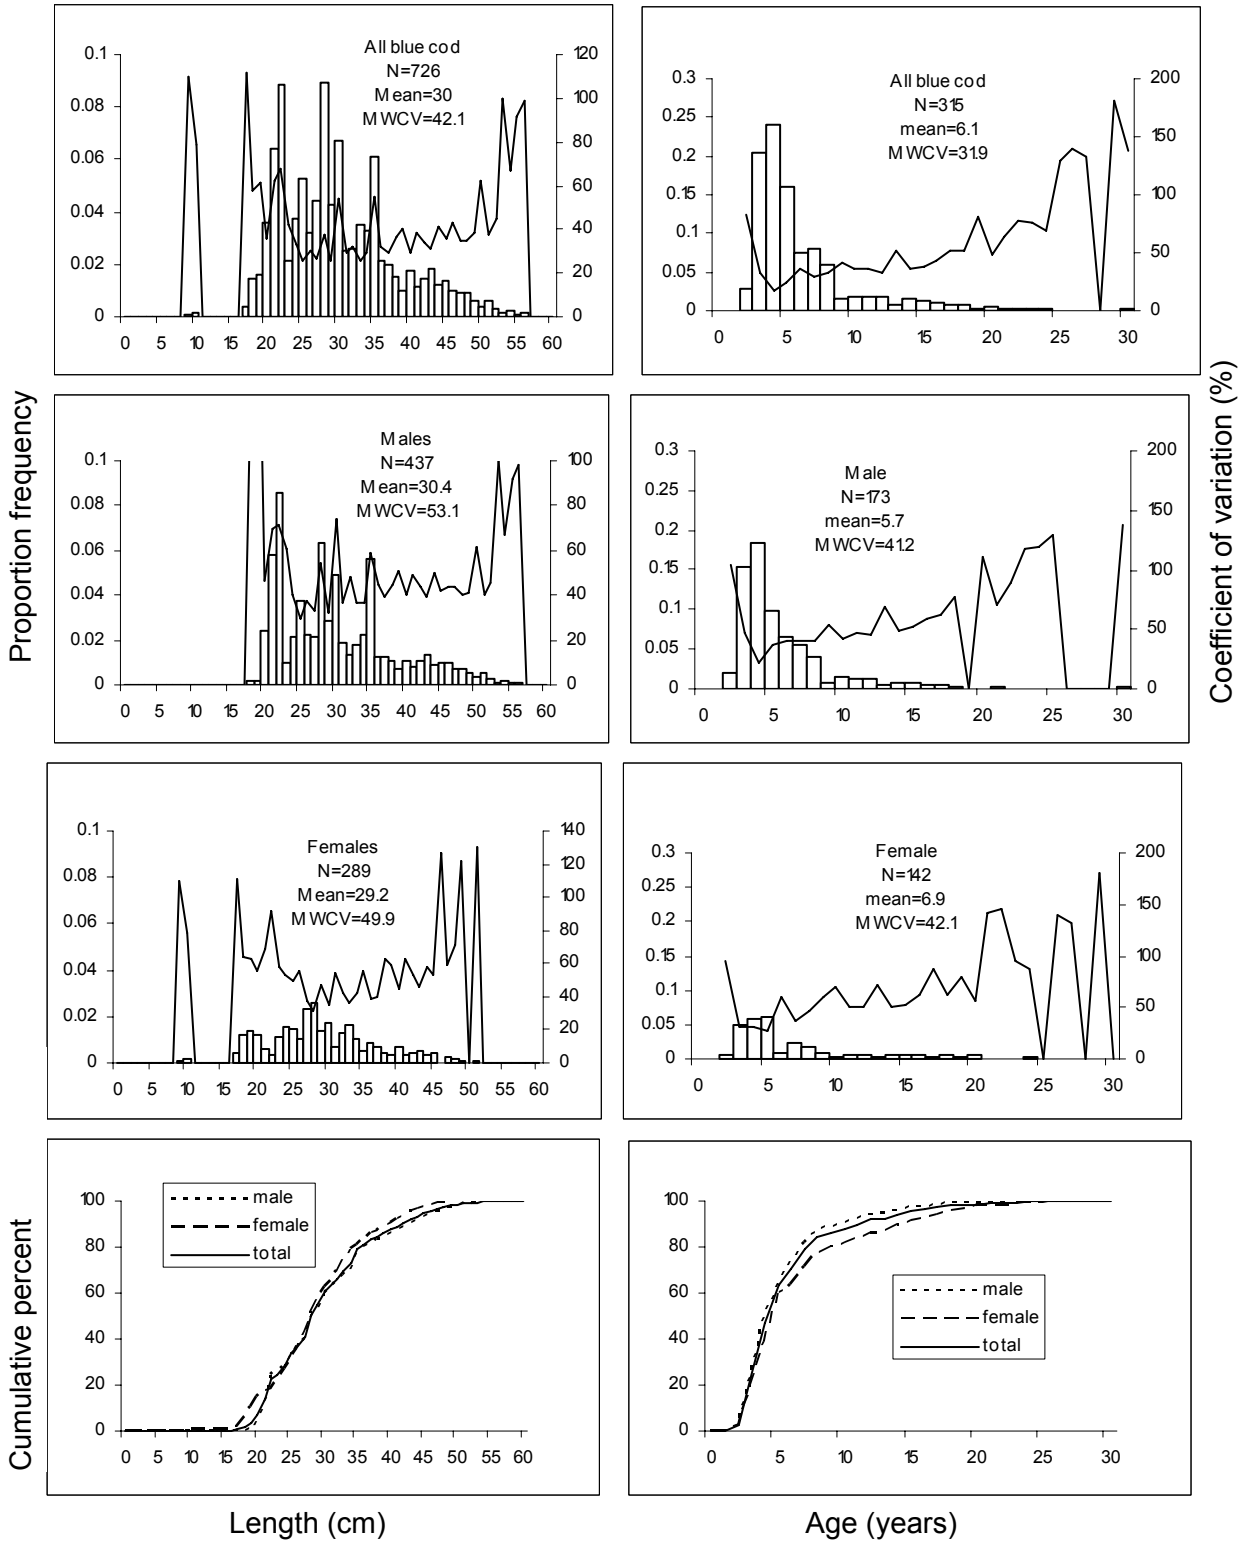 All blue cod
N=726
Mean=30
MWCV=42.1
0.1
0.08
0.06
0.04
0.02
0
120
100
80
60
40
20
0
0 5 10 15 20 25 30 35 40 45 50 55 60
All blue cod
N=315
mean=6.1
MWCV=31.9
0.3
0.25
0.2
0.15
0.1
0.05
0
200
150
100
50
0
0 5 10 15 20 25 30
Proportion frequency
Coefficient of variation (%)
Males
N=437
Mean=30.4
MWCV=53.1
0.1
0.08
0.06
0.04
0.02
0
100
80
60
40
20
0
0 5 10 15 20 25 30 35 40 45 50 55 60
Male
N=173
mean=5.7
MWCV=41.2
0.3
0.25
0.2
0.15
0.1
0.05
0
200
150
100
50
0
0 5 10 15 20 25 30
Females
N=289
Mean=29.2
MWCV=49.9
0.1
0.08
0.06
0.04
0.02
0
140
120
100
80
60
40
20
0
0 5 10 15 20 25 30 35 40 45 50 55 60
Female
N=142
mean=6.9
MWCV=42.1
0.3
0.25
0.2
0.15
0.1
0.05
0
200
150
100
50
0
0 5 10 15 20 25 30
Cumulative percent
male
female
total
100
80
60
40
20
0
0 5 10 15 20 25 30 35 40 45 50 55 60
male
female
total
100
80
60
40
20
0
0 5 10 15 20 25 30
Length (cm)
Age (years)